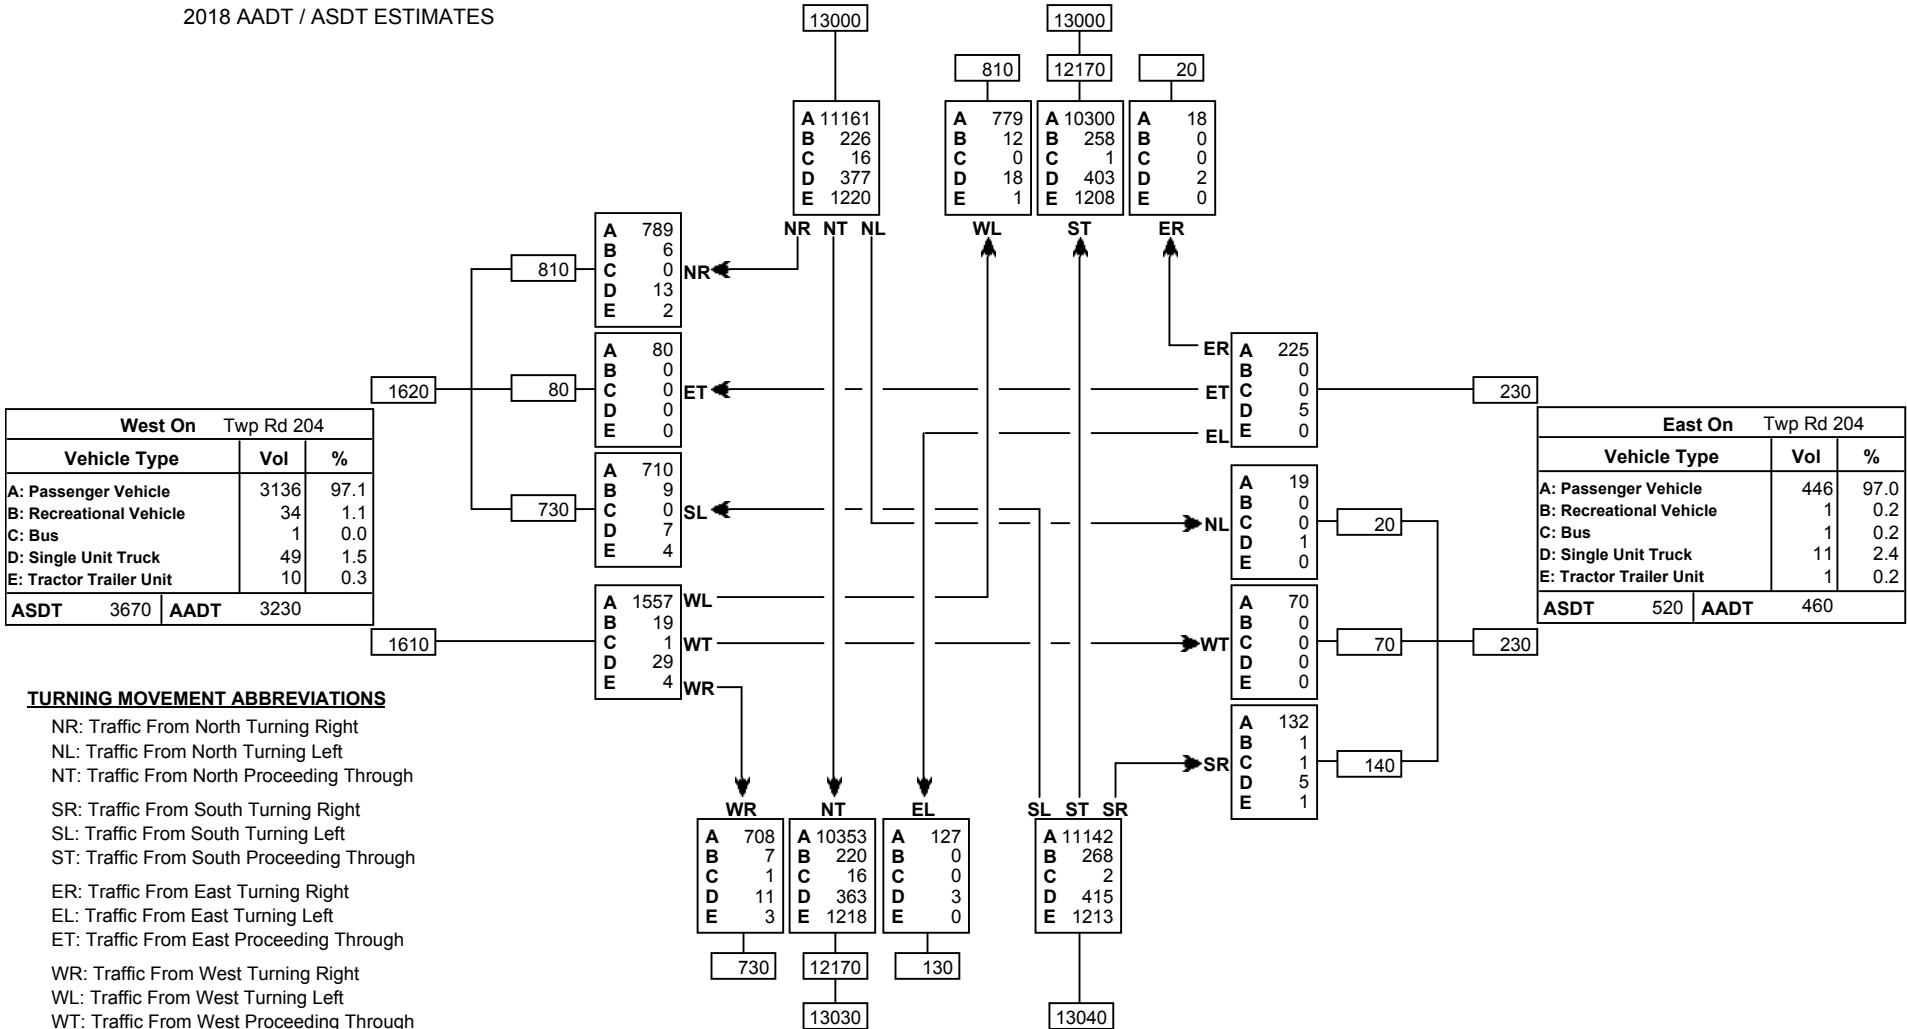 2018 AADT / ASDT ESTIMATES
13000
13000
810
12170
20
A 11161
B 226
C 16
D 377
E 1220
A 779
B 12
C 0
D 18
E 1
A 10300
B 258
C 1
D 403
E 1208
A 18
B 0
C 0
D 2
E 0
NR NT NL
WL
ST
ER
810
A 789
B 6
C 0
D 13
E 2
NR
1620
80
A 80
B 0
C 0
D 0
E 0
ET
730
A 710
B 9
C 0
D 7
E 4
SL
1610
A 1557
B 19
C 1
D 29
E 4
WL
WT
WR
ER
ET
EL
A 225
B 0
C 0
D 5
E 0
230
NL
A 19
B 0
C 0
D 1
E 0
20
WT
A 70
B 0
C 0
D 0
E 0
70
230
SR
A 132
B 1
C 1
D 5
E 1
140
West On Twp Rd 204
Vehicle Type Vol %
A: Passenger Vehicle 3136 97.1
B: Recreational Vehicle 34 1.1
C: Bus 1 0.0
D: Single Unit Truck 49 1.5
E: Tractor Trailer Unit 10 0.3
ASDT 3670 AADT 3230
East On Twp Rd 204
Vehicle Type Vol %
A: Passenger Vehicle 446 97.0
B: Recreational Vehicle 1 0.2
C: Bus 1 0.2
D: Single Unit Truck 11 2.4
E: Tractor Trailer Unit 1 0.2
ASDT 520 AADT 460
TURNING MOVEMENT ABBREVIATIONS
NR: Traffic From North Turning Right
NL: Traffic From North Turning Left
NT: Traffic From North Proceeding Through
SR: Traffic From South Turning Right
SL: Traffic From South Turning Left
ST: Traffic From South Proceeding Through
ER: Traffic From East Turning Right
EL: Traffic From East Turning Left
ET: Traffic From East Proceeding Through
WR: Traffic From West Turning Right
WL: Traffic From West Turning Left
WT: Traffic From West Proceeding Through
WR
NT
EL
SL ST SR
A 708
B 7
C 1
D 11
E 3
A 10353
B 220
C 16
D 363
E 1218
A 127
B 0
C 0
D 3
E 0
A 11142
B 268
C 2
D 415
E 1213
730
12170
130
13030
13040